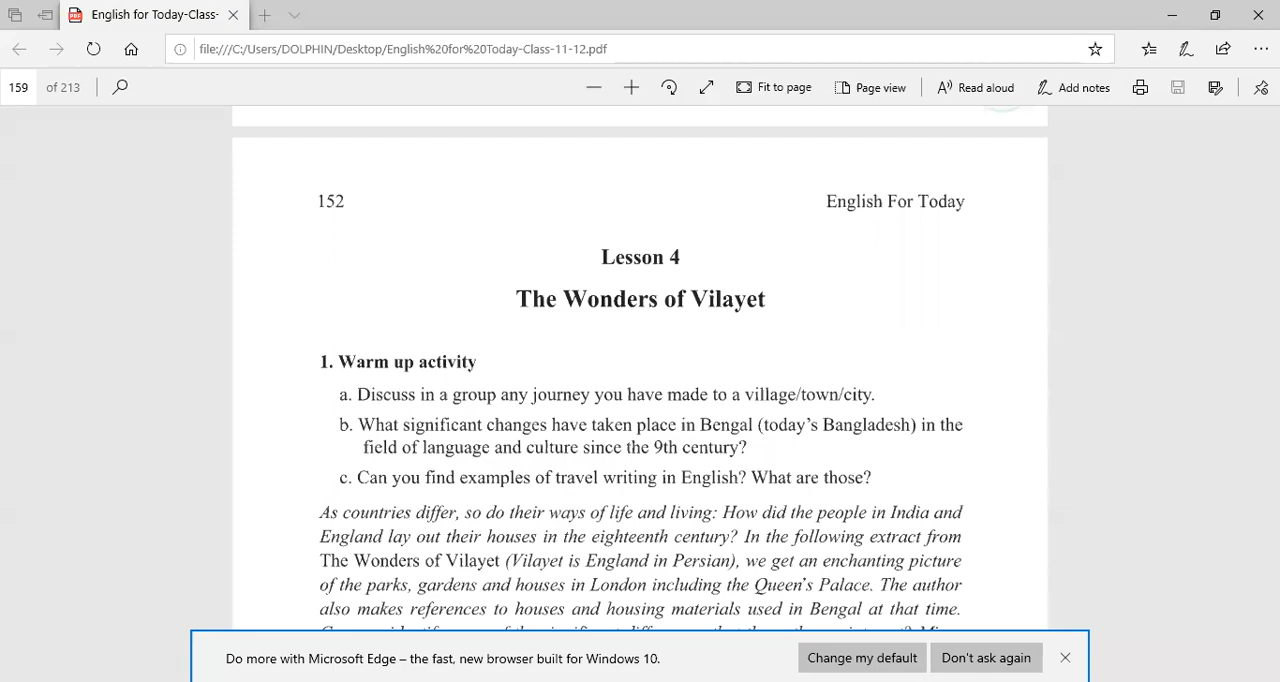 English for Today-Class-
file:///C:/Users/DOLPHIN/Desktop/English%20for%20Today-Class-11-12.pdf
159 of 213
Fit to page
Page view
Read aloud
Add notes
152
English For Today
Lesson 4
The Wonders of Vilayet
1. Warm up activity
a. Discuss in a group any journey you have made to a village/town/city.
b. What significant changes have taken place in Bengal (today's Bangladesh) in the
field of language and culture since the 9th century?
c. Can you find examples of travel writing in English? What are those?
As countries differ, so do their ways of life and living: How did the people in India and
England lay out their houses in the eighteenth century? In the following extract from
The Wonders of Vilayet (Vilayet is England in Persian), we get an enchanting picture
of the parks, gardens and houses in London including the Queen's Palace. The author
also makes references to houses and housing materials used in Bengal at that time.
Do more with Microsoft Edge – the fast, new browser built for Windows 10.
Change my default
Don't ask again